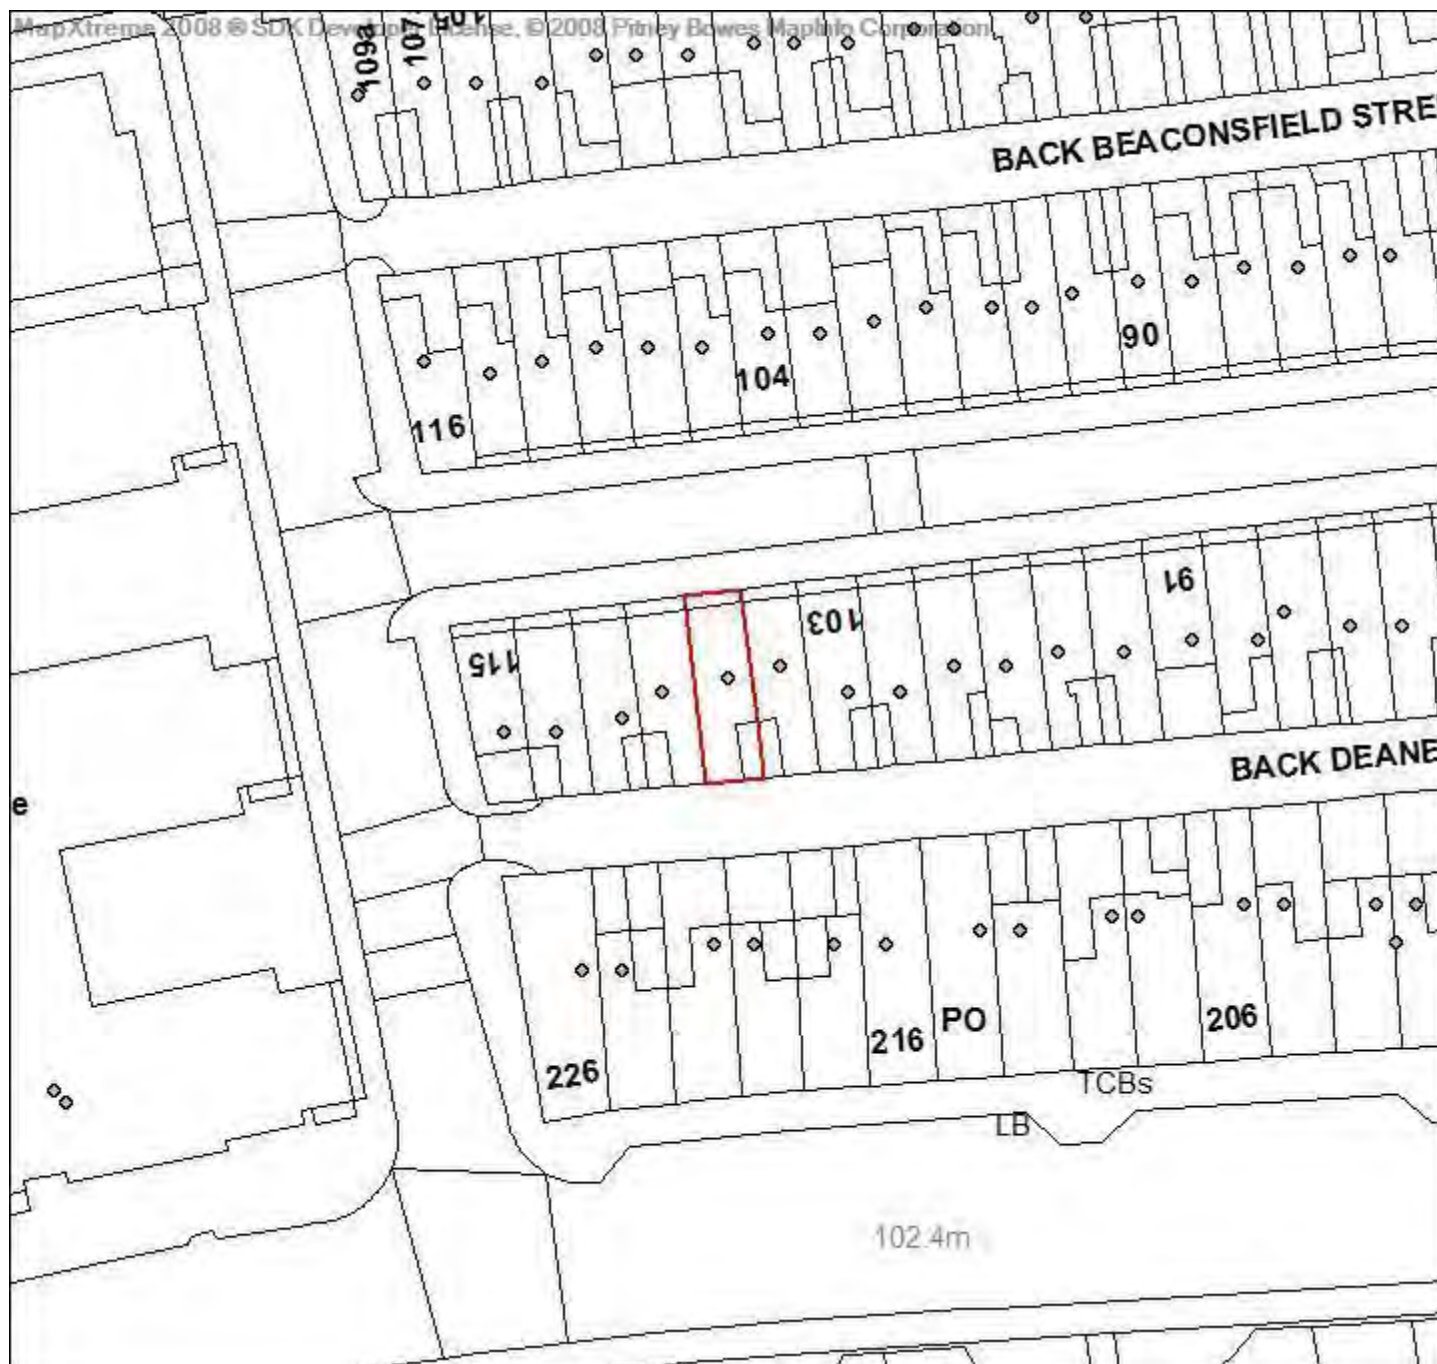 MapXtreme 2008 ® SDK Developer License. © 2008 Pitney Bowes MapInfo Corporation.
109a
107
105
BACK BEACONSFIELD STRE
90
104
116
91
103
115
BACK DEANE
e
206
PO
216
226
TCBs
LB
102.4m